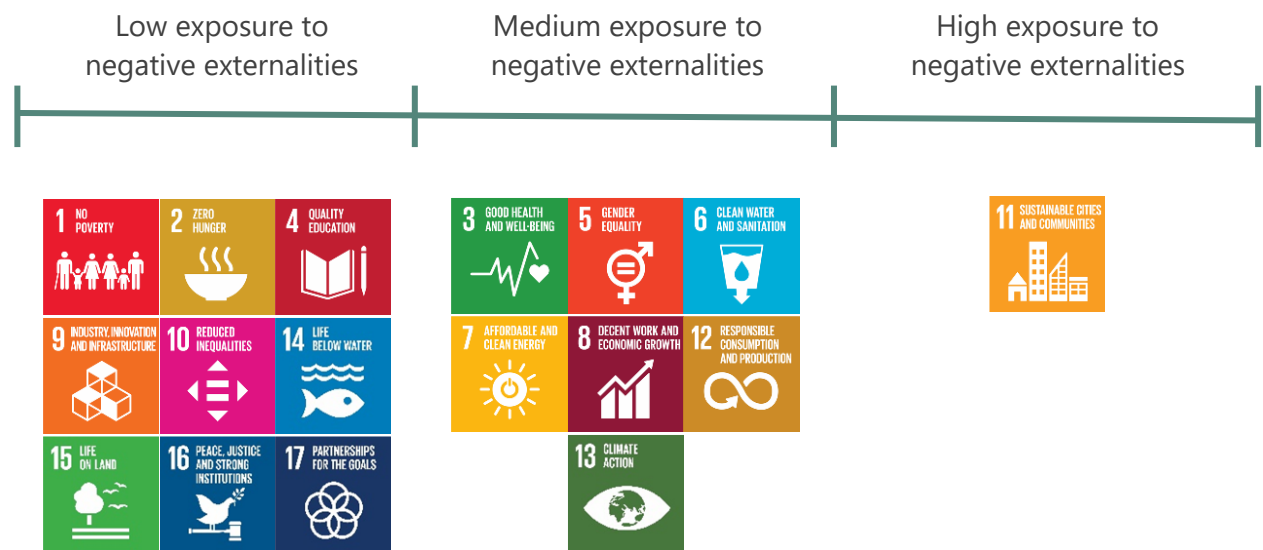 Low exposure to
negative externalities
Medium exposure to
negative externalities
High exposure to
negative externalities
1 NO
POVERTY
2 ZERO
HUNGER
4 QUALITY
EDUCATION
9 INDUSTRY, INNOVATION
AND INFRASTRUCTURE
10 REDUCED
INEQUALITIES
14 LIFE
BELOW WATER
15 LIFE
ON LAND
16 PEACE, JUSTICE
AND STRONG
INSTITUTIONS
17 PARTNERSHIPS
FOR THE GOALS
3 GOOD HEALTH
AND WELL-BEING
5 GENDER
EQUALITY
6 CLEAN WATER
AND SANITATION
7 AFFORDABLE AND
CLEAN ENERGY
8 DECENT WORK AND
ECONOMIC GROWTH
12 RESPONSIBLE
CONSUMPTION
AND PRODUCTION
13 CLIMATE
ACTION
11 SUSTAINABLE CITIES
AND COMMUNITIES